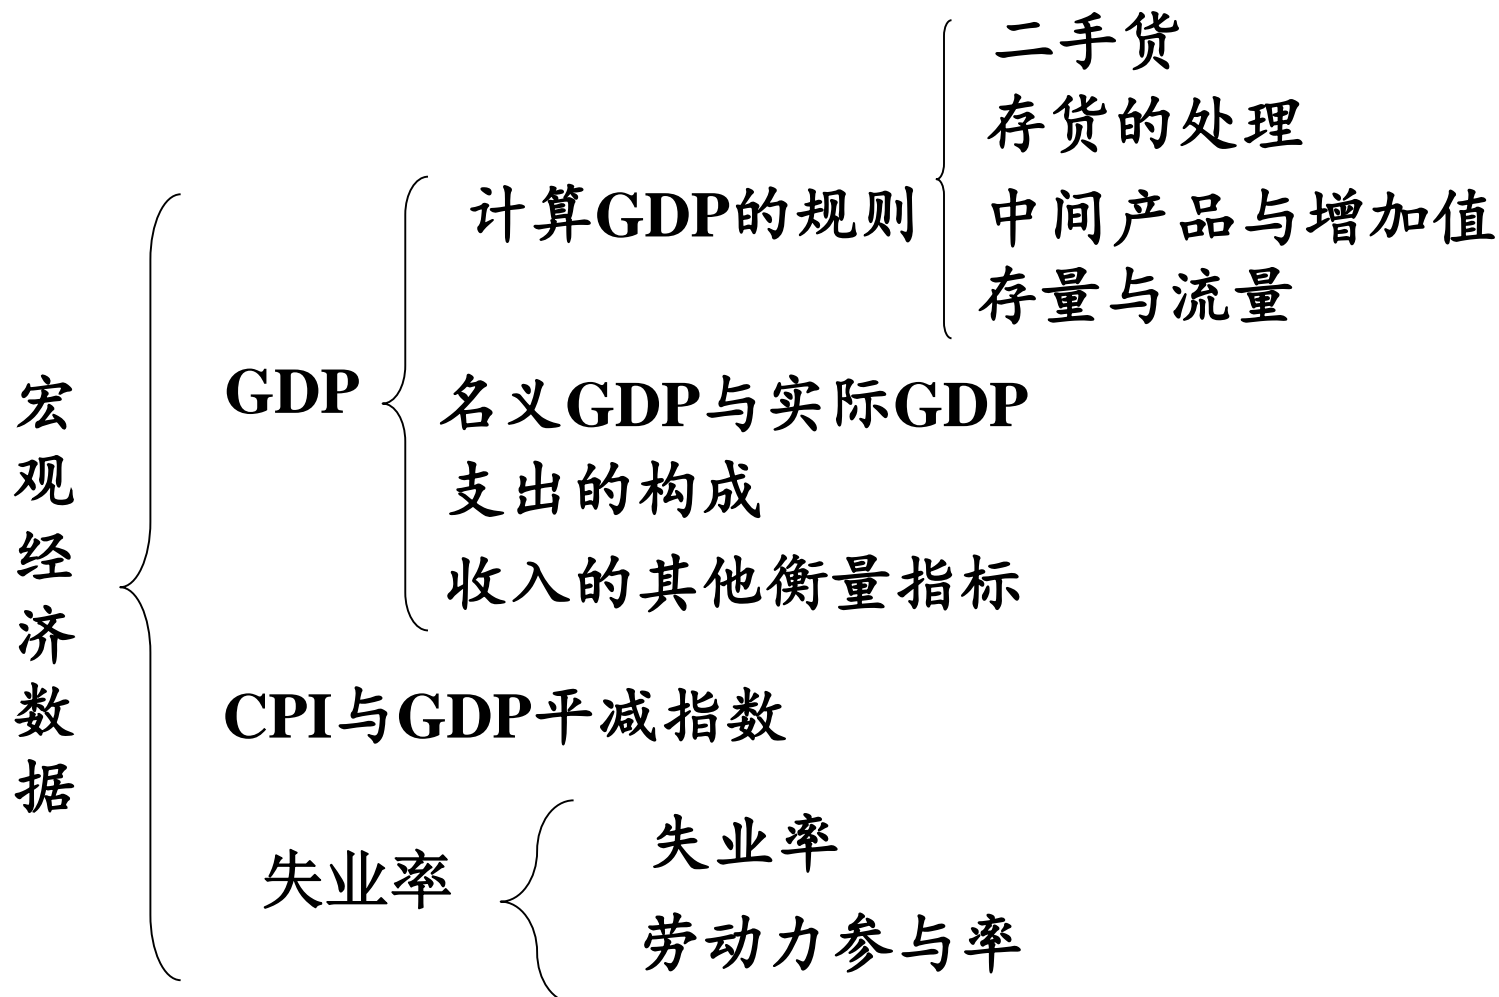 宏观经济数据
GDP
计算GDP的规则
二手货
存货的处理
中间产品与增加值
存量与流量
名义GDP与实际GDP
支出的构成
收入的其他衡量指标
CPI与GDP平减指数
失业率
失业率
劳动力参与率